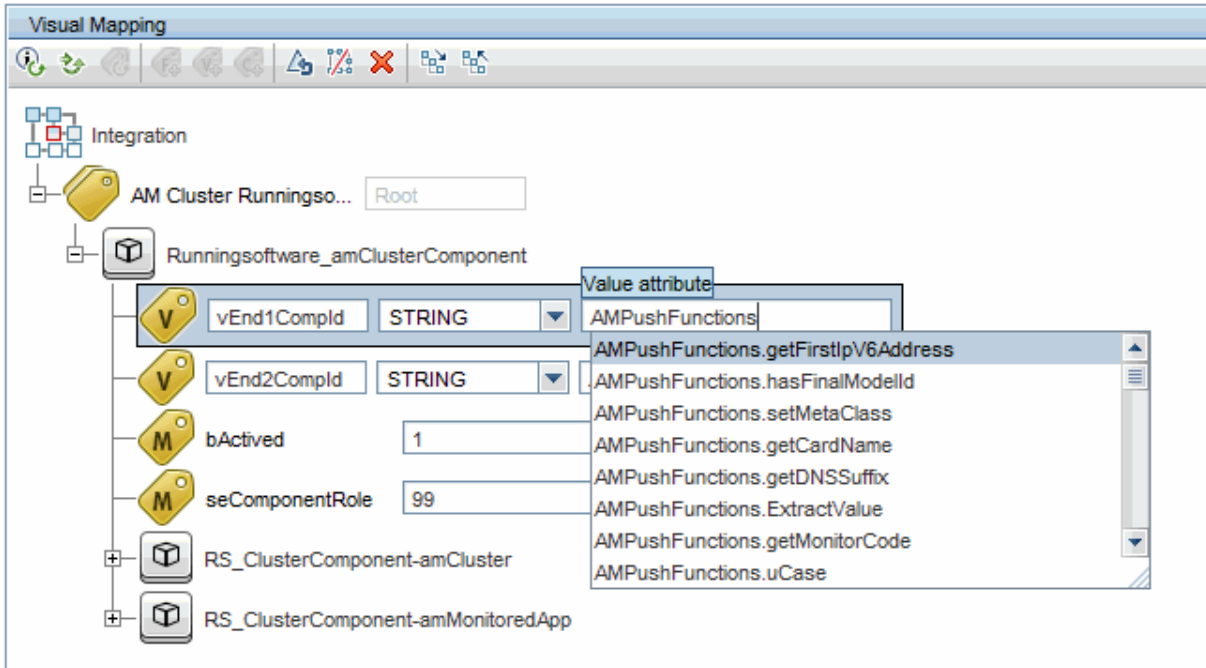 Visual Mapping
Integration
AM Cluster Runningso... Root
Runningsoftware_amClusterComponent
Value attribute
V vEnd1CompId STRING AMPushFunctions
AMPushFunctions.getFirstIpV6Address
V vEnd2CompId STRING
AMPushFunctions.hasFinalModelId
AMPushFunctions.setMetaClass
M bActived 1
AMPushFunctions.getCardName
AMPushFunctions.getDNSSuffix
M seComponentRole 99
AMPushFunctions.ExtractValue
AMPushFunctions.getMonitorCode
RS_ClusterComponent-amCluster
AMPushFunctions.uCase
RS_ClusterComponent-amMonitoredApp